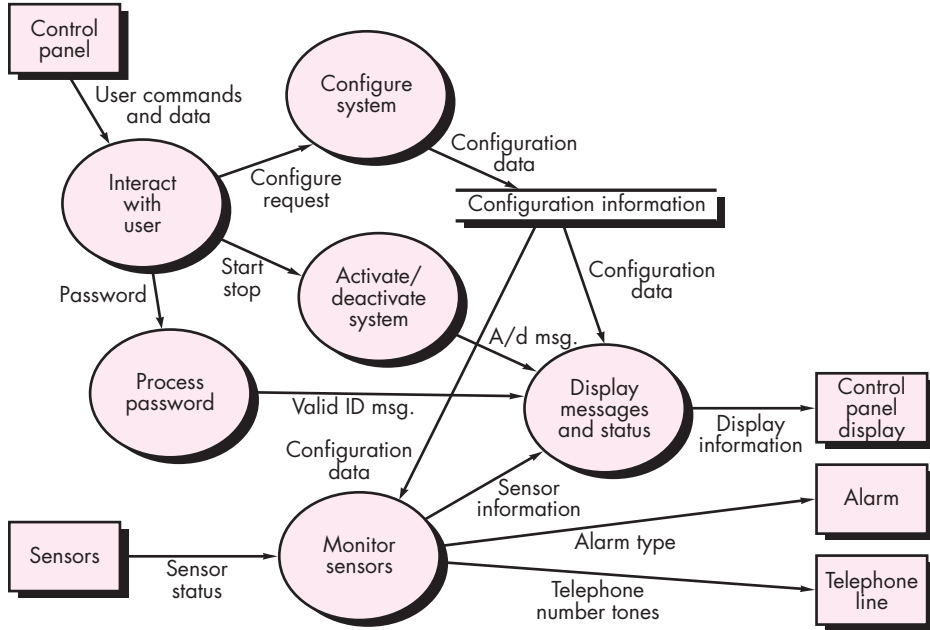 Control
panel
User commands
and data
Configure
system
Configuration
data
Interact
with
user
Configure
request
Configuration information
Start
stop
Activate/
deactivate
system
Configuration
data
Password
A/d msg.
Process
password
Valid ID msg.
Display
messages
and status
Display
information
Control
panel
display
Configuration
data
Sensor
information
Alarm
Sensors
Sensor
status
Monitor
sensors
Alarm type
Telephone
number tones
Telephone
line